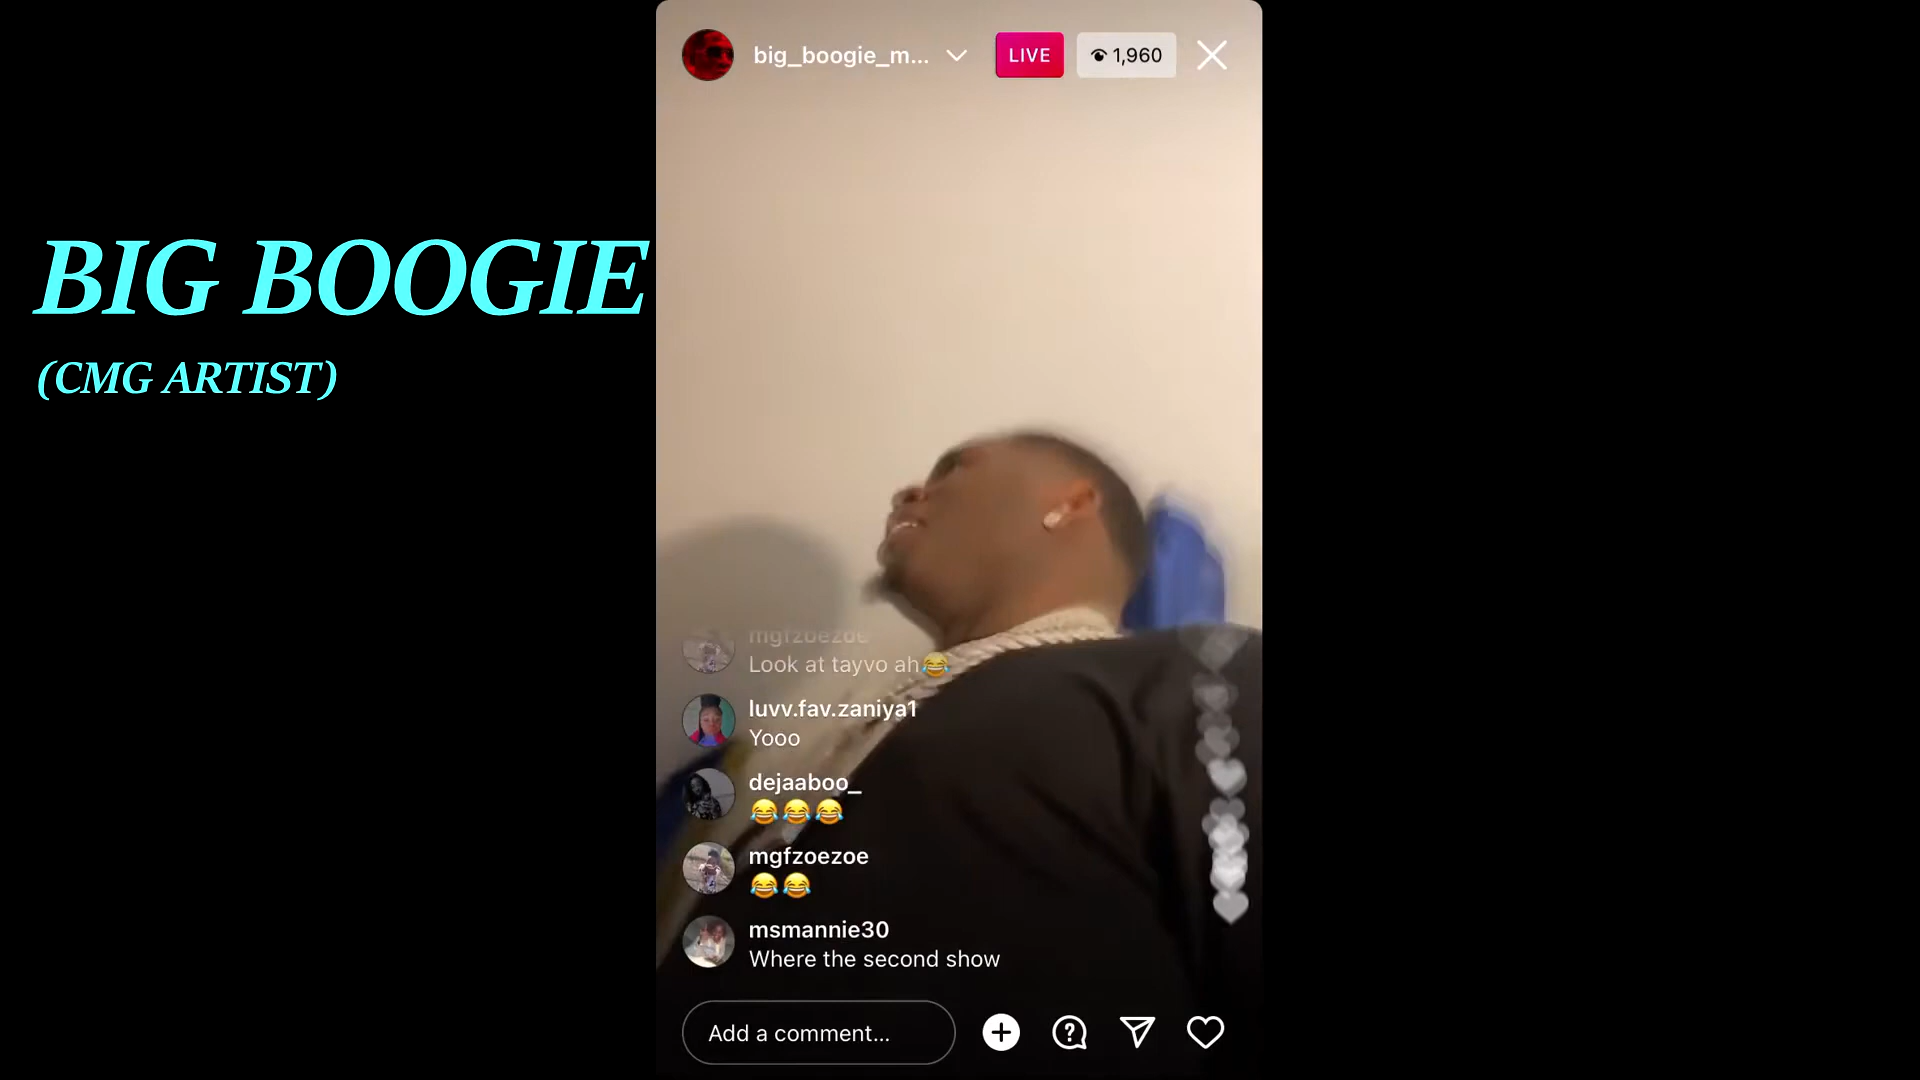 big_boogie_m...
LIVE
1,960
BIG BOOGIE
(CMG ARTIST)
mgfzoezoe
Look at tayvo ah😂
luvv.fav.zaniya1
Yooo
dejaaboo_
😂😂😂
mgfzoezoe
😂😂
msmannie30
Where the second show
Add a comment...